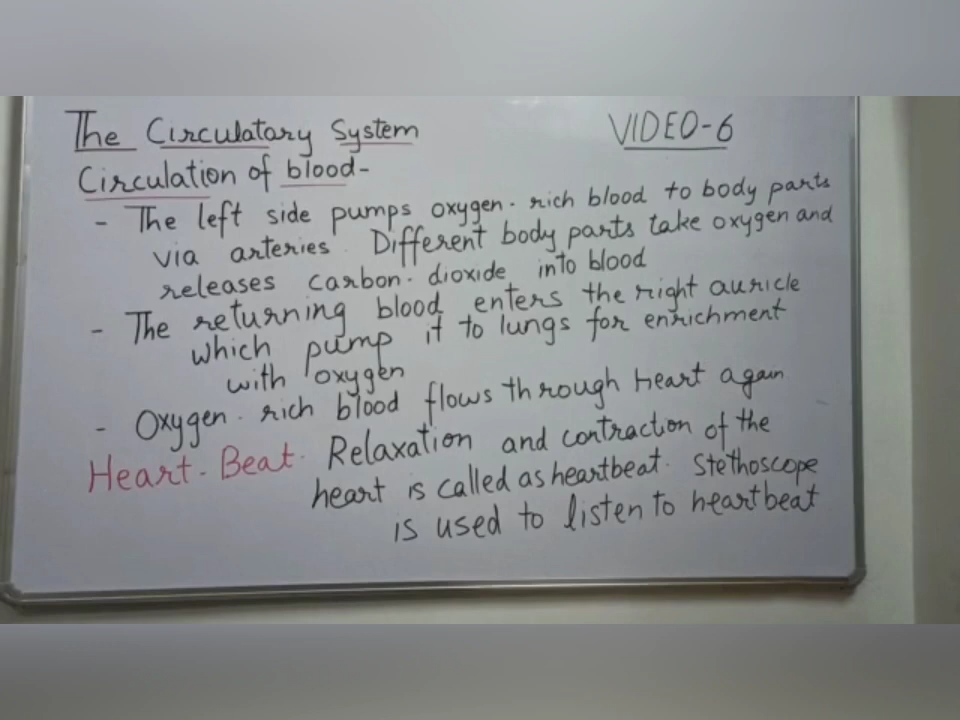 The Circulatory System
VIDEO-6
Circulation of blood-
- The left side pumps oxygen-rich blood to body parts
via arteries. Different body parts take oxygen and
releases carbon-dioxide into blood
- The returning blood enters the right auricle
which pump it to lungs for enrichment
with oxygen
- Oxygen-rich blood flows through heart again
Heart-Beat- Relaxation and contraction of the
heart is called as heartbeat. Stethoscope
is used to listen to heartbeat